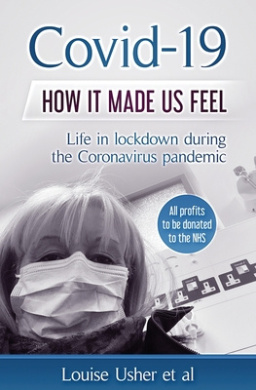 Covid-19
HOW IT MADE US FEEL
Life in lockdown during
the Coronavirus pandemic
All profits
to be donated
to the NHS
Louise Usher et al